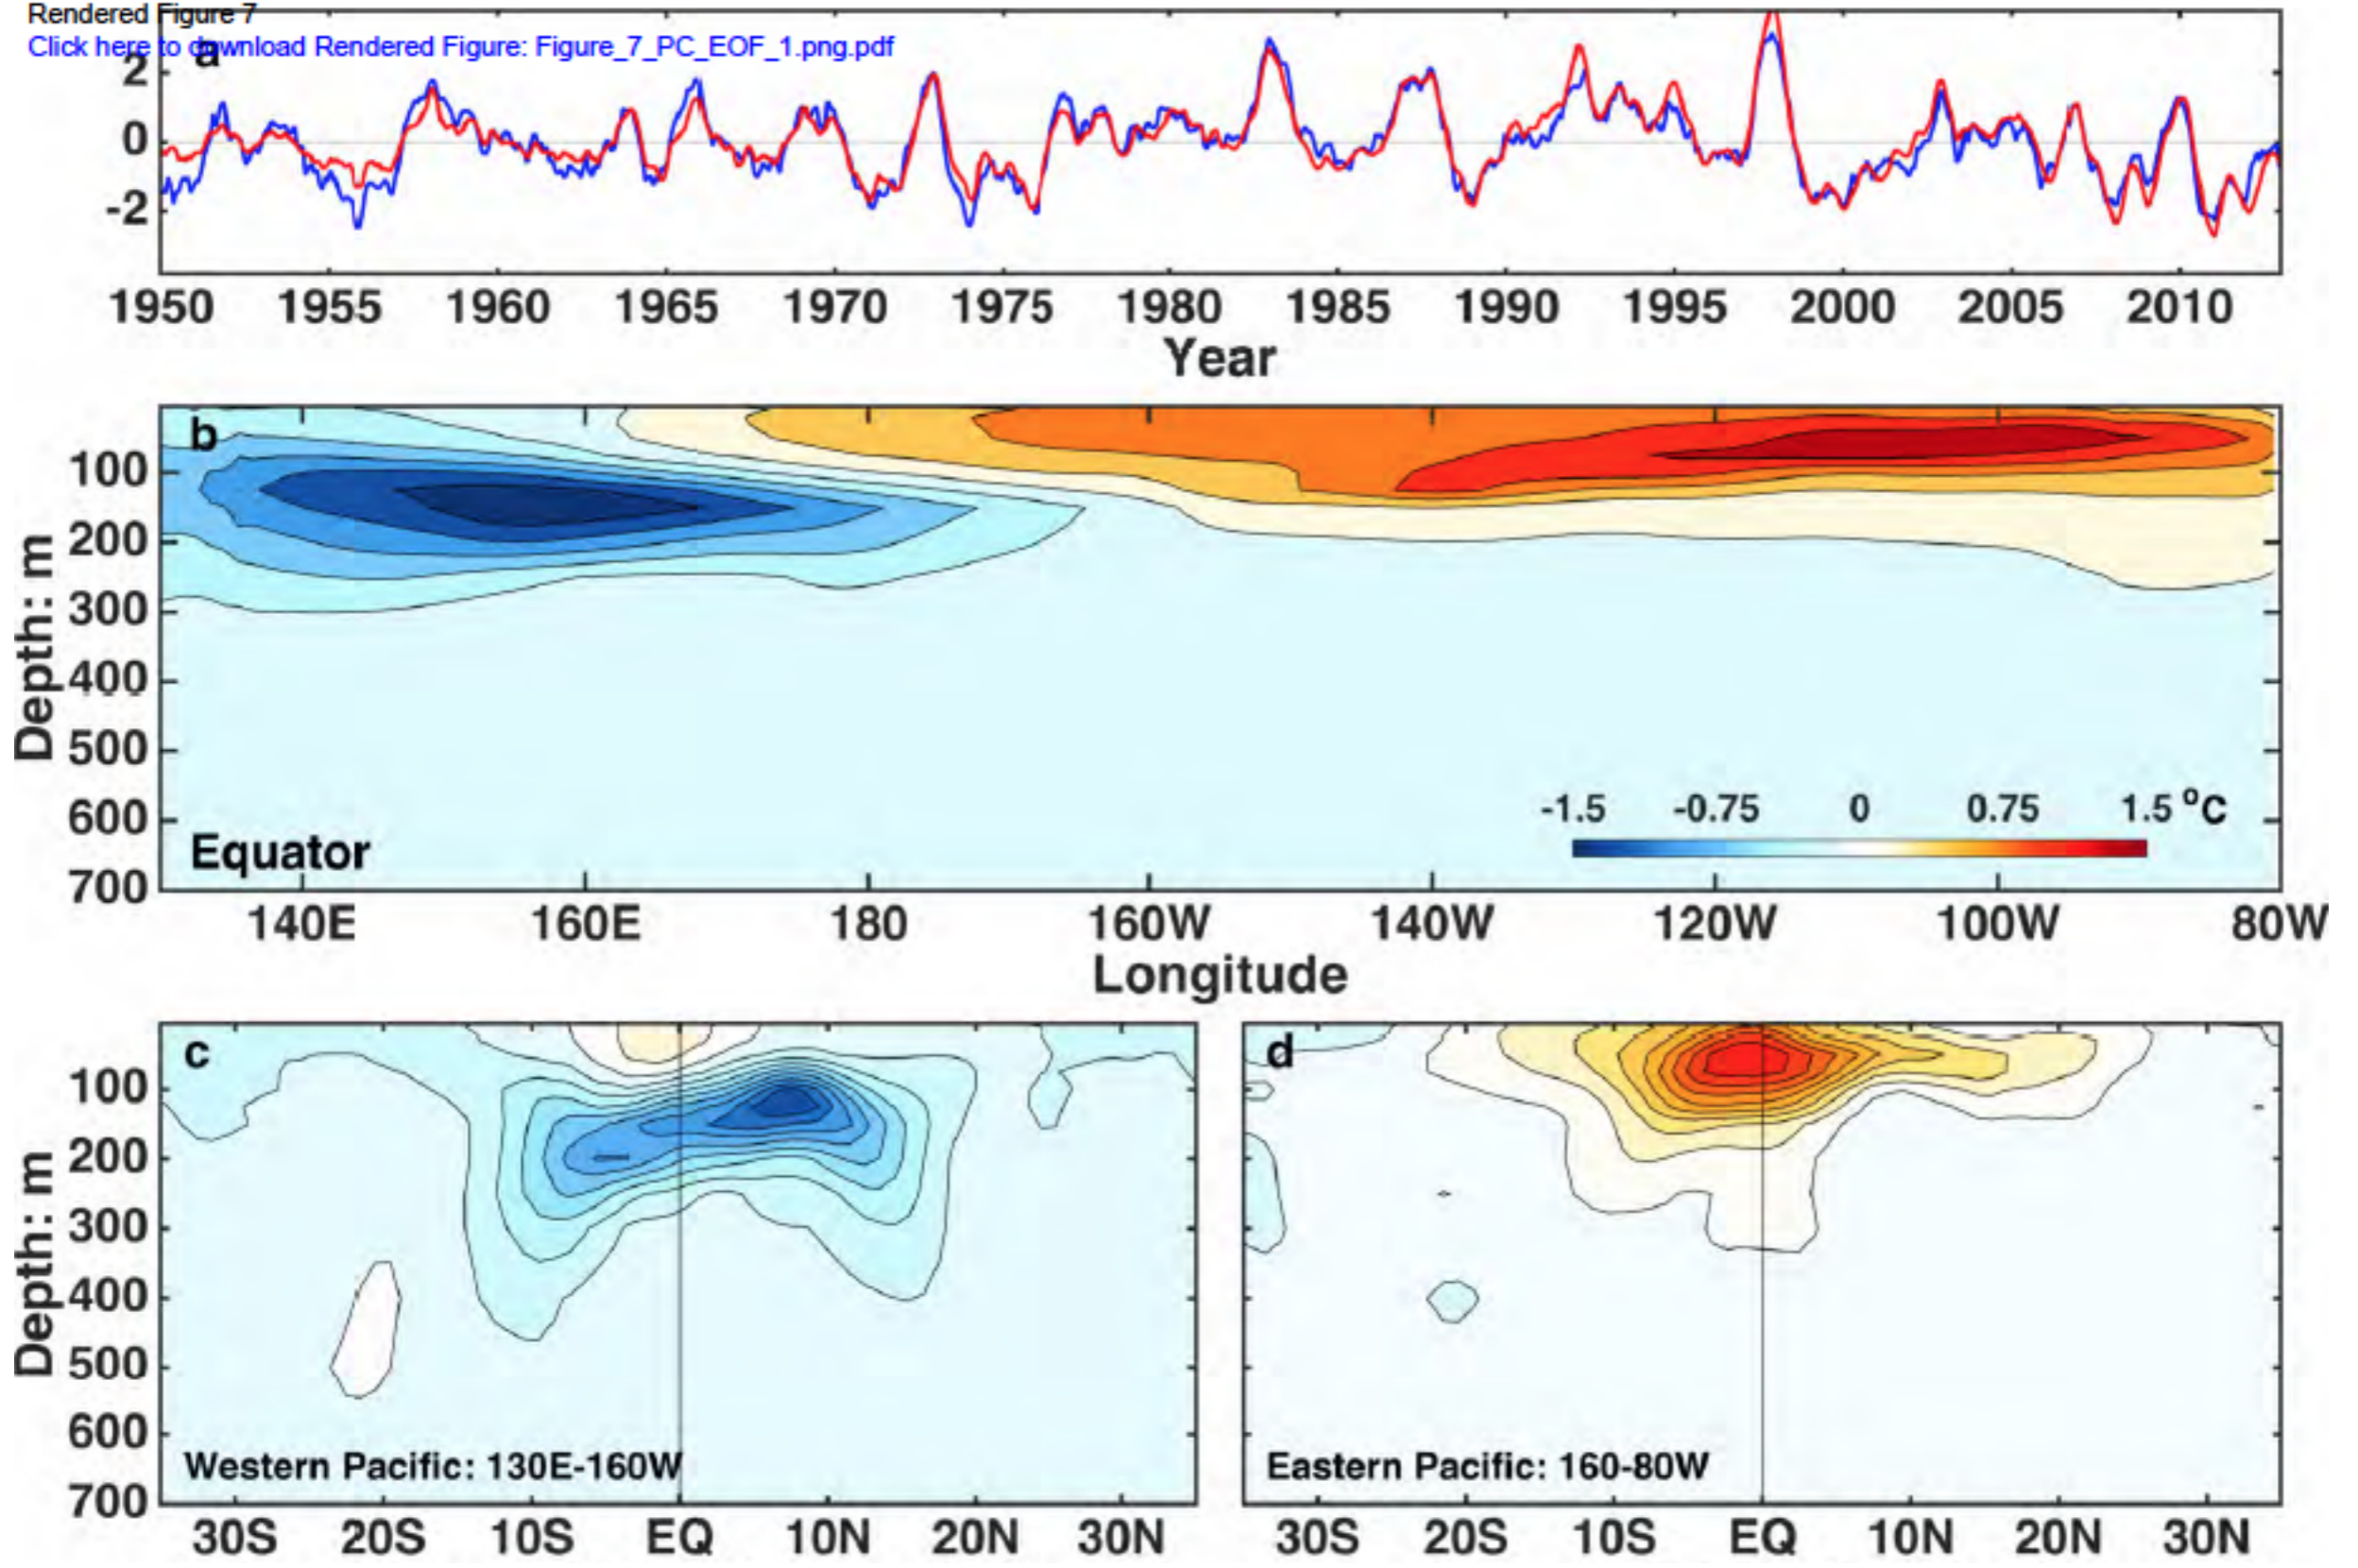 Rendered Figure 7
Click here to download Rendered Figure: Figure_7_PC_EOF_1.png.pdf
a
2
0
-2
1950 1955 1960 1965 1970 1975 1980 1985 1990 1995 2000 2005 2010
Year
b
100
200
300
400
500
600
700
Depth: m
-1.5 -0.75 0 0.75 1.5 °C
Equator
140E 160E 180 160W 140W 120W 100W 80W
Longitude
c
d
100
200
300
400
500
600
700
Depth: m
Western Pacific: 130E-160W
Eastern Pacific: 160-80W
30S 20S 10S EQ 10N 20N 30N
30S 20S 10S EQ 10N 20N 30N